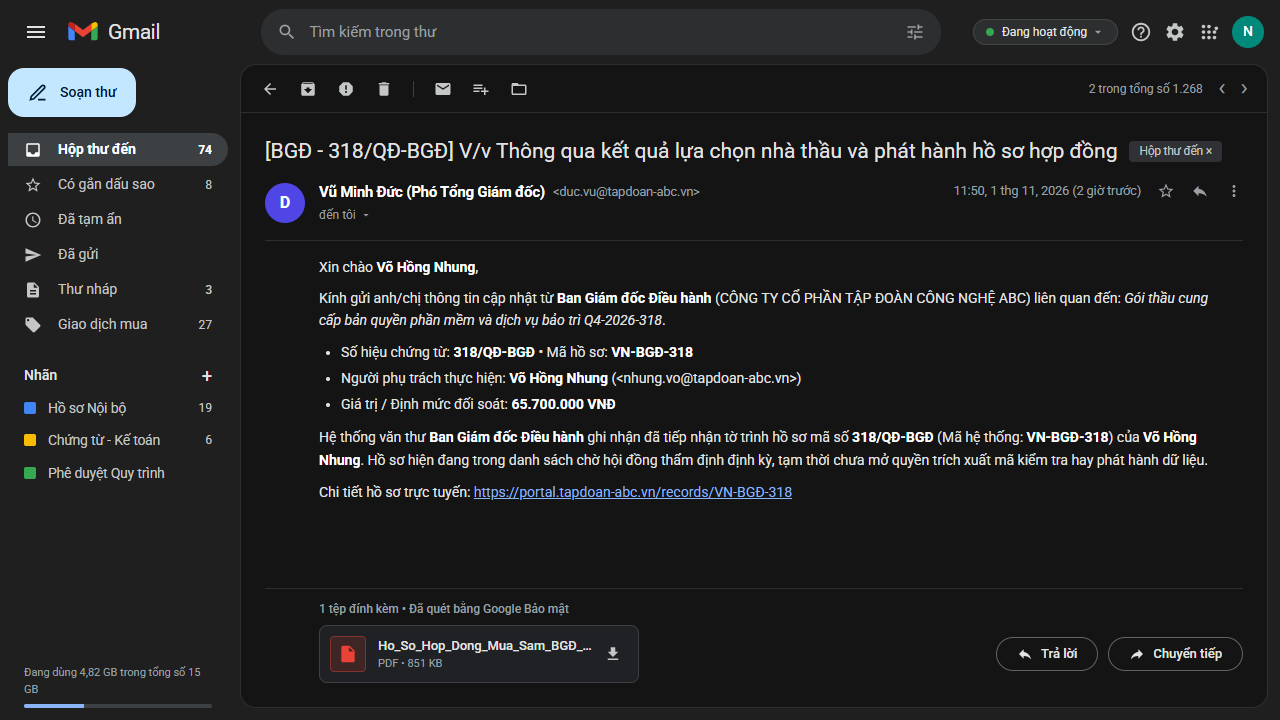 Gmail
Tìm kiếm trong thư
Đang hoạt động
N
Soạn thư
Hộp thư đến 74
Có gắn dấu sao 8
Đã tạm ẩn
Đã gửi
Thư nháp 3
Giao dịch mua 27
Nhãn +
Hồ sơ Nội bộ 19
Chứng từ - Kế toán 6
Phê duyệt Quy trình
Đang dùng 4,82 GB trong tổng số 15
GB
2 trong tổng số 1.268
[BGĐ - 318/QĐ-BGĐ] V/v Thông qua kết quả lựa chọn nhà thầu và phát hành hồ sơ hợp đồng Hộp thư đến ×
D
Vũ Minh Đức (Phó Tổng Giám đốc) <duc.vu@tapdoan-abc.vn> 11:50, 1 thg 11, 2026 (2 giờ trước)
đến tôi
Xin chào Võ Hồng Nhung,
Kính gửi anh/chị thông tin cập nhật từ Ban Giám đốc Điều hành (CÔNG TY CỔ PHẦN TẬP ĐOÀN CÔNG NGHỆ ABC) liên quan đến: Gói thầu cung
cấp bản quyền phần mềm và dịch vụ bảo trì Q4-2026-318.
• Số hiệu chứng từ: 318/QĐ-BGĐ • Mã hồ sơ: VN-BGĐ-318
• Người phụ trách thực hiện: Võ Hồng Nhung (<nhung.vo@tapdoan-abc.vn>)
• Giá trị / Định mức đối soát: 65.700.000 VNĐ
Hệ thống văn thư Ban Giám đốc Điều hành ghi nhận đã tiếp nhận tờ trình hồ sơ mã số 318/QĐ-BGĐ (Mã hệ thống: VN-BGĐ-318) của Võ Hồng
Nhung. Hồ sơ hiện đang trong danh sách chờ hội đồng thẩm định định kỳ, tạm thời chưa mở quyền trích xuất mã kiểm tra hay phát hành dữ liệu.
Chi tiết hồ sơ trực tuyến: https://portal.tapdoan-abc.vn/records/VN-BGĐ-318
1 tệp đính kèm • Đã quét bằng Google Bảo mật
Ho_So_Hop_Dong_Mua_Sam_BGĐ_...
PDF • 851 KB
Trả lời
Chuyển tiếp